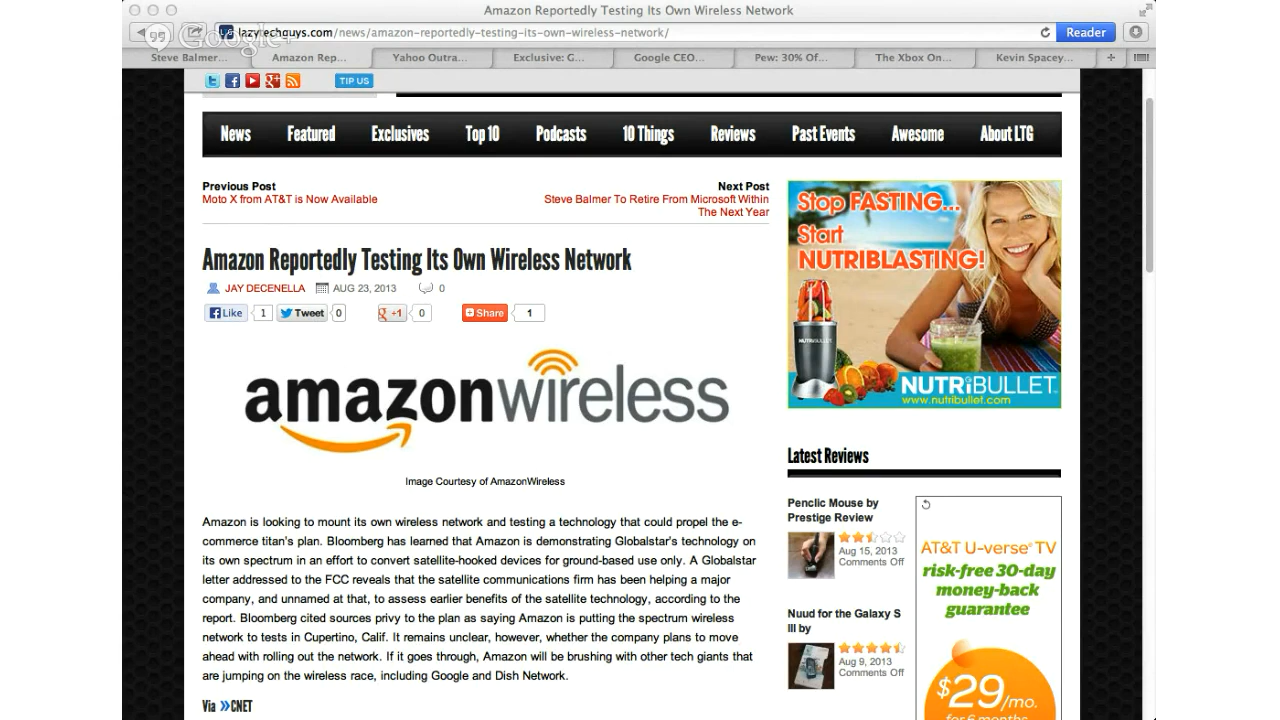 Amazon Reportedly Testing Its Own Wireless Network
Google+
lazytechguys.com/news/amazon-reportedly-testing-its-own-wireless-network/
Reader
Steve Balmer...
Amazon Rep...
Yahoo Outra...
Exclusive: G...
Google CEO...
Pew: 30% Of...
The Xbox On...
Kevin Spacey...
TIP US
News Featured Exclusives Top 10 Podcasts 10 Things Reviews Past Events Awesome About LTG
Previous Post
Moto X from AT&T is Now Available
Next Post
Steve Balmer To Retire From Microsoft Within
The Next Year
Amazon Reportedly Testing Its Own Wireless Network
JAY DECENELLA AUG 23, 2013 0
Like 1 Tweet 0 +1 0 Share 1
amazonwireless
Image Courtesy of AmazonWireless
Amazon is looking to mount its own wireless network and testing a technology that could propel the e-
commerce titan's plan. Bloomberg has learned that Amazon is demonstrating Globalstar's technology on
its own spectrum in an effort to convert satellite-hooked devices for ground-based use only. A Globalstar
letter addressed to the FCC reveals that the satellite communications firm has been helping a major
company, and unnamed at that, to assess earlier benefits of the satellite technology, according to the
report. Bloomberg cited sources privy to the plan as saying Amazon is putting the spectrum wireless
network to tests in Cupertino, Calif. It remains unclear, however, whether the company plans to move
ahead with rolling out the network. If it goes through, Amazon will be brushing with other tech giants that
are jumping on the wireless race, including Google and Dish Network.
Via CNET
Stop FASTING...
Start
NUTRIBLASTING!
NUTRIBULLET
NUTRiBULLET
www.nutribullet.com
Latest Reviews
Penclic Mouse by
Prestige Review
Aug 15, 2013
Comments Off
Nuud for the Galaxy S
III by
Aug 9, 2013
Comments Off
AT&T U-verse® TV
risk-free 30-day
money-back
guarantee
$29/mo.
for 6 months